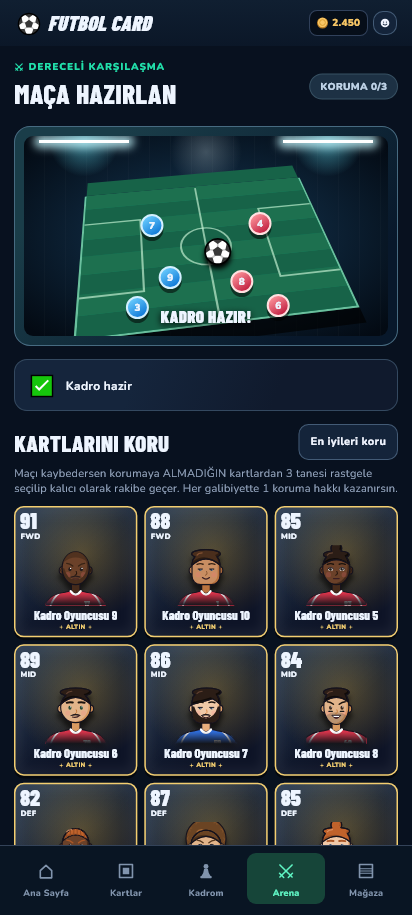 FUTBOL CARD
2.450
DERECELİ KARŞILAŞMA
MAÇA HAZIRLAN
KORUMA 0/3
7
4
9
8
3
6
KADRO HAZIR!
Kadro hazir
KARTLARINI KORU
En iyileri koru
Maçı kaybedersen korumaya ALMADIĞIN kartlardan 3 tanesi rastgele
seçilip kalıcı olarak rakibe geçer. Her galibiyette 1 koruma hakkı kazanırsın.
91
FWD
Kadro Oyuncusu 9
+ ALTIN +
88
FWD
Kadro Oyuncusu 10
+ ALTIN +
85
MID
Kadro Oyuncusu 5
+ ALTIN +
89
MID
Kadro Oyuncusu 6
+ ALTIN +
86
MID
Kadro Oyuncusu 7
+ ALTIN +
84
MID
Kadro Oyuncusu 8
+ ALTIN +
82
DEF
87
DEF
85
DEF
Ana Sayfa
Kartlar
Kadrom
Arena
Mağaza